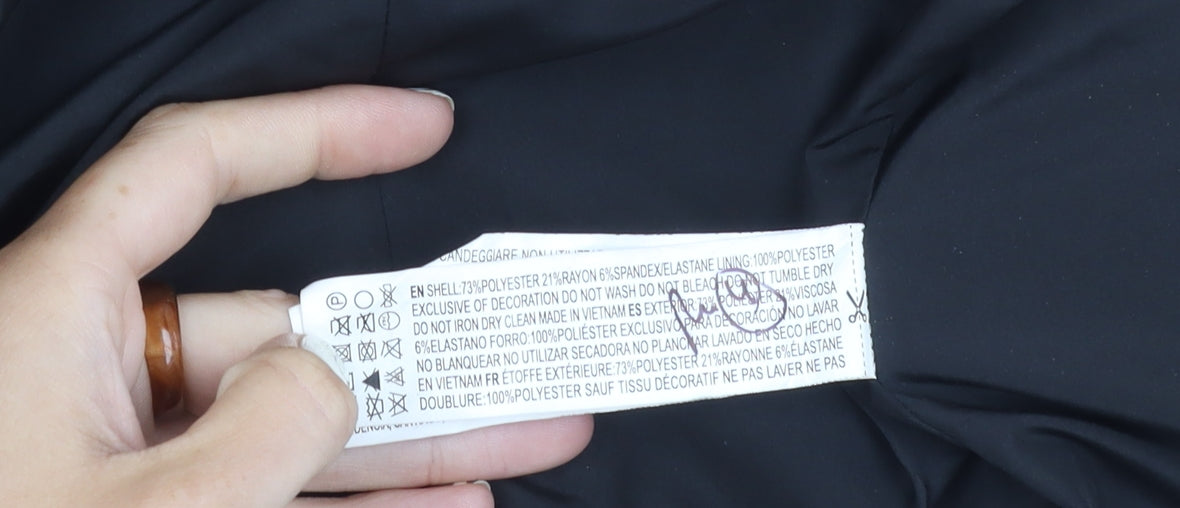 CANDEGGIARE NON UTILIZZA
EN SHELL:73%POLYESTER 21%RAYON 6%SPANDEX/ELASTANE LINING:100%POLYESTER
EXCLUSIVE OF DECORATION DO NOT WASH DO NOT BLEACH DO NOT TUMBLE DRY
DO NOT IRON DRY CLEAN MADE IN VIETNAM ES EXTERIOR:73% POLIÉSTER 21%VISCOSA
6%ELASTANO FORRO:100%POLIÉSTER EXCLUSIVO PARA DECORACIÓN NO LAVAR
NO BLANQUEAR NO UTILIZAR SECADORA NO PLANCHAR LAVADO EN SECO HECHO
EN VIETNAM FR ÉTOFFE EXTÉRIEURE:73%POLYESTER 21%RAYONNE 6%ÉLASTANE
DOUBLURE:100%POLYESTER SAUF TISSU DÉCORATIF NE PAS LAVER NE PAS